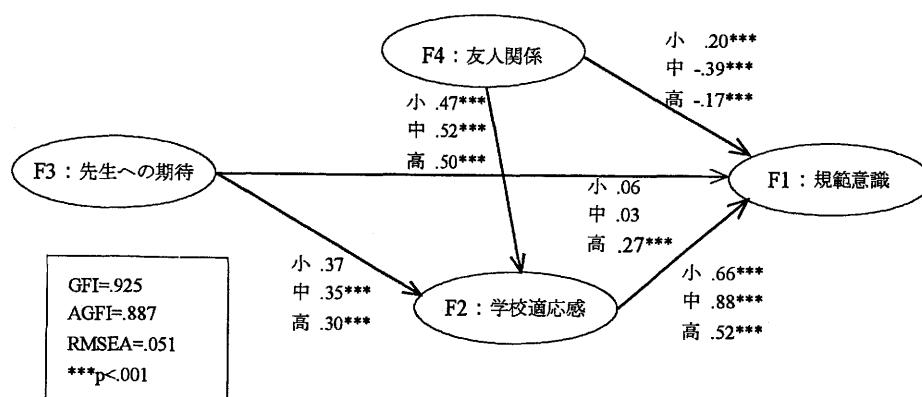 F4：友人関係
小 .20***
中 -.39***
高 -.17***
小 .47***
中 .52***
高 .50***
F3：先生への期待
F1：規範意識
小 .06
中 .03
高 .27***
小 .37
中 .35***
高 .30***
F2：学校適応感
小 .66***
中 .88***
高 .52***
GFI=.925
AGFI=.887
RMSEA=.051
***p<.001